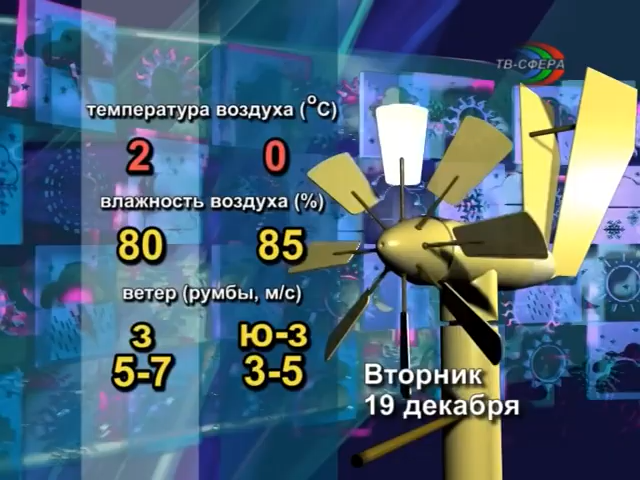 ТВ-СФЕРА
температура воздуха (°С)
2 0
влажность воздуха (%)
80 85
ветер (румбы, м/с)
з ю-з
5-7 3-5
Вторник
19 декабря